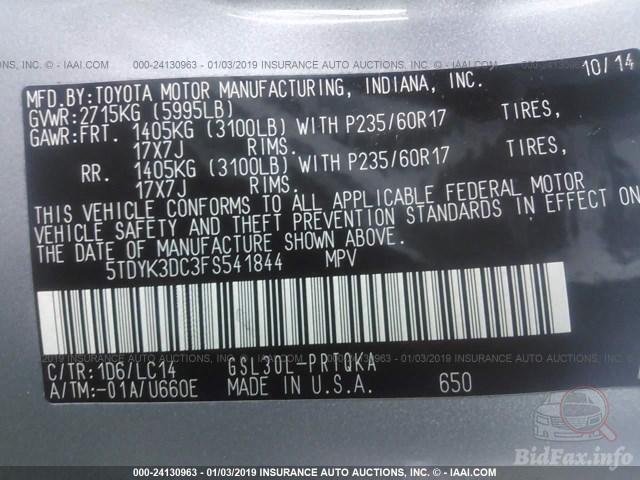 000-24130963 - 01/03/2019 INSURANCE AUTO AUCTIONS, INC. - IAAI.COM
MFD.BY:TOYOTA MOTOR MANUFACTURING, INDIANA, INC. 10/14
GVWR:2715KG (5995LB)
GAWR:FRT. 1405KG (3100LB) WITH P235/60R17 TIRES,
17X7J RIMS.
RR. 1405KG (3100LB) WITH P235/60R17 TIRES,
17X7J RIMS.
THIS VEHICLE CONFORMS TO ALL APPLICABLE FEDERAL MOTOR
VEHICLE SAFETY AND THEFT PREVENTION STANDARDS IN EFFECT ON
THE DATE OF MANUFACTURE SHOWN ABOVE.
5TDYK3DC3FS541844 MPV
C/TR:1D6/LC14 GSL30L-PRTQKA
A/TM:-01A/U660E MADE IN U.S.A. 650
BidFax.info
000-24130963 - 01/03/2019 INSURANCE AUTO AUCTIONS, INC. - IAAI.COM